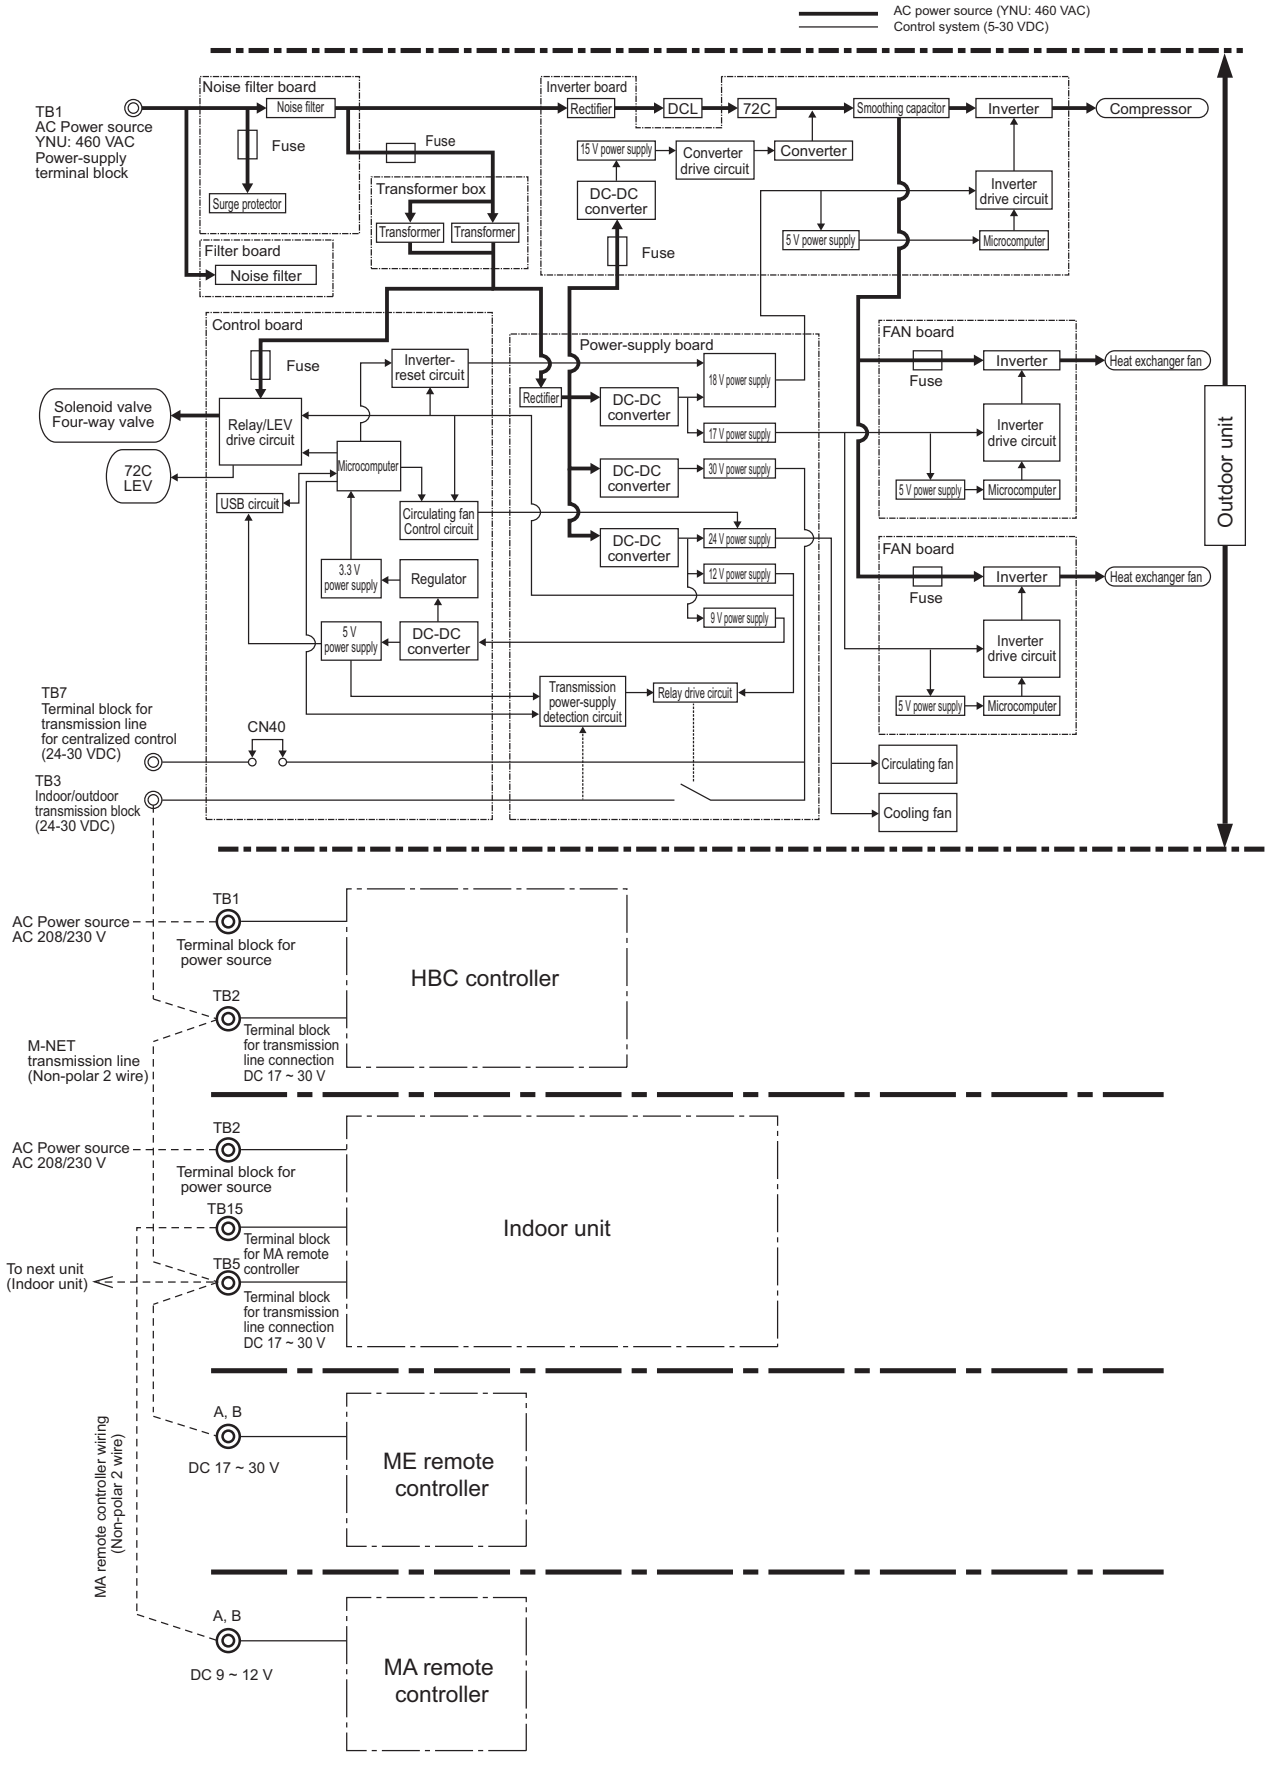 AC power source (YNU: 460 VAC)
Control system (5-30 VDC)
TB1
AC Power source
YNU: 460 VAC
Power-supply
terminal block
Noise filter board
Noise filter
Fuse
Surge protector
Filter board
Noise filter
Fuse
Transformer box
Transformer
Transformer
Inverter board
Rectifier
DCL
72C
Smoothing capacitor
Inverter
Compressor
15 V power supply
Converter
drive circuit
Converter
DC-DC
converter
Fuse
Inverter
drive circuit
5 V power supply
Microcomputer
Outdoor unit
Control board
Fuse
Inverter-
reset circuit
Solenoid valve
Four-way valve
Relay/LEV
drive circuit
72C
LEV
Microcomputer
USB circuit
Circulating fan
Control circuit
3.3 V
power supply
Regulator
5 V
power supply
DC-DC
converter
Power-supply board
Rectifier
DC-DC
converter
18 V power supply
17 V power supply
DC-DC
converter
30 V power supply
DC-DC
converter
24 V power supply
12 V power supply
9 V power supply
Transmission
power-supply
detection circuit
Relay drive circuit
FAN board
Fuse
Inverter
Heat exchanger fan
Inverter
drive circuit
5 V power supply
Microcomputer
FAN board
Fuse
Inverter
Heat exchanger fan
Inverter
drive circuit
5 V power supply
Microcomputer
Circulating fan
Cooling fan
TB7
Terminal block for
transmission line
for centralized control
(24-30 VDC)
CN40
TB3
Indoor/outdoor
transmission block
(24-30 VDC)
TB1
AC Power source
AC 208/230 V
Terminal block for
power source
HBC controller
TB2
Terminal block
for transmission
line connection
DC 17 ~ 30 V
M-NET
transmission line
(Non-polar 2 wire)
TB2
AC Power source
AC 208/230 V
Terminal block for
power source
TB15
Terminal block
for MA remote
controller
Indoor unit
To next unit
(Indoor unit)
TB5
Terminal block
for transmission
line connection
DC 17 ~ 30 V
A, B
DC 17 ~ 30 V
ME remote
controller
MA remote controller wiring
(Non-polar 2 wire)
A, B
DC 9 ~ 12 V
MA remote
controller